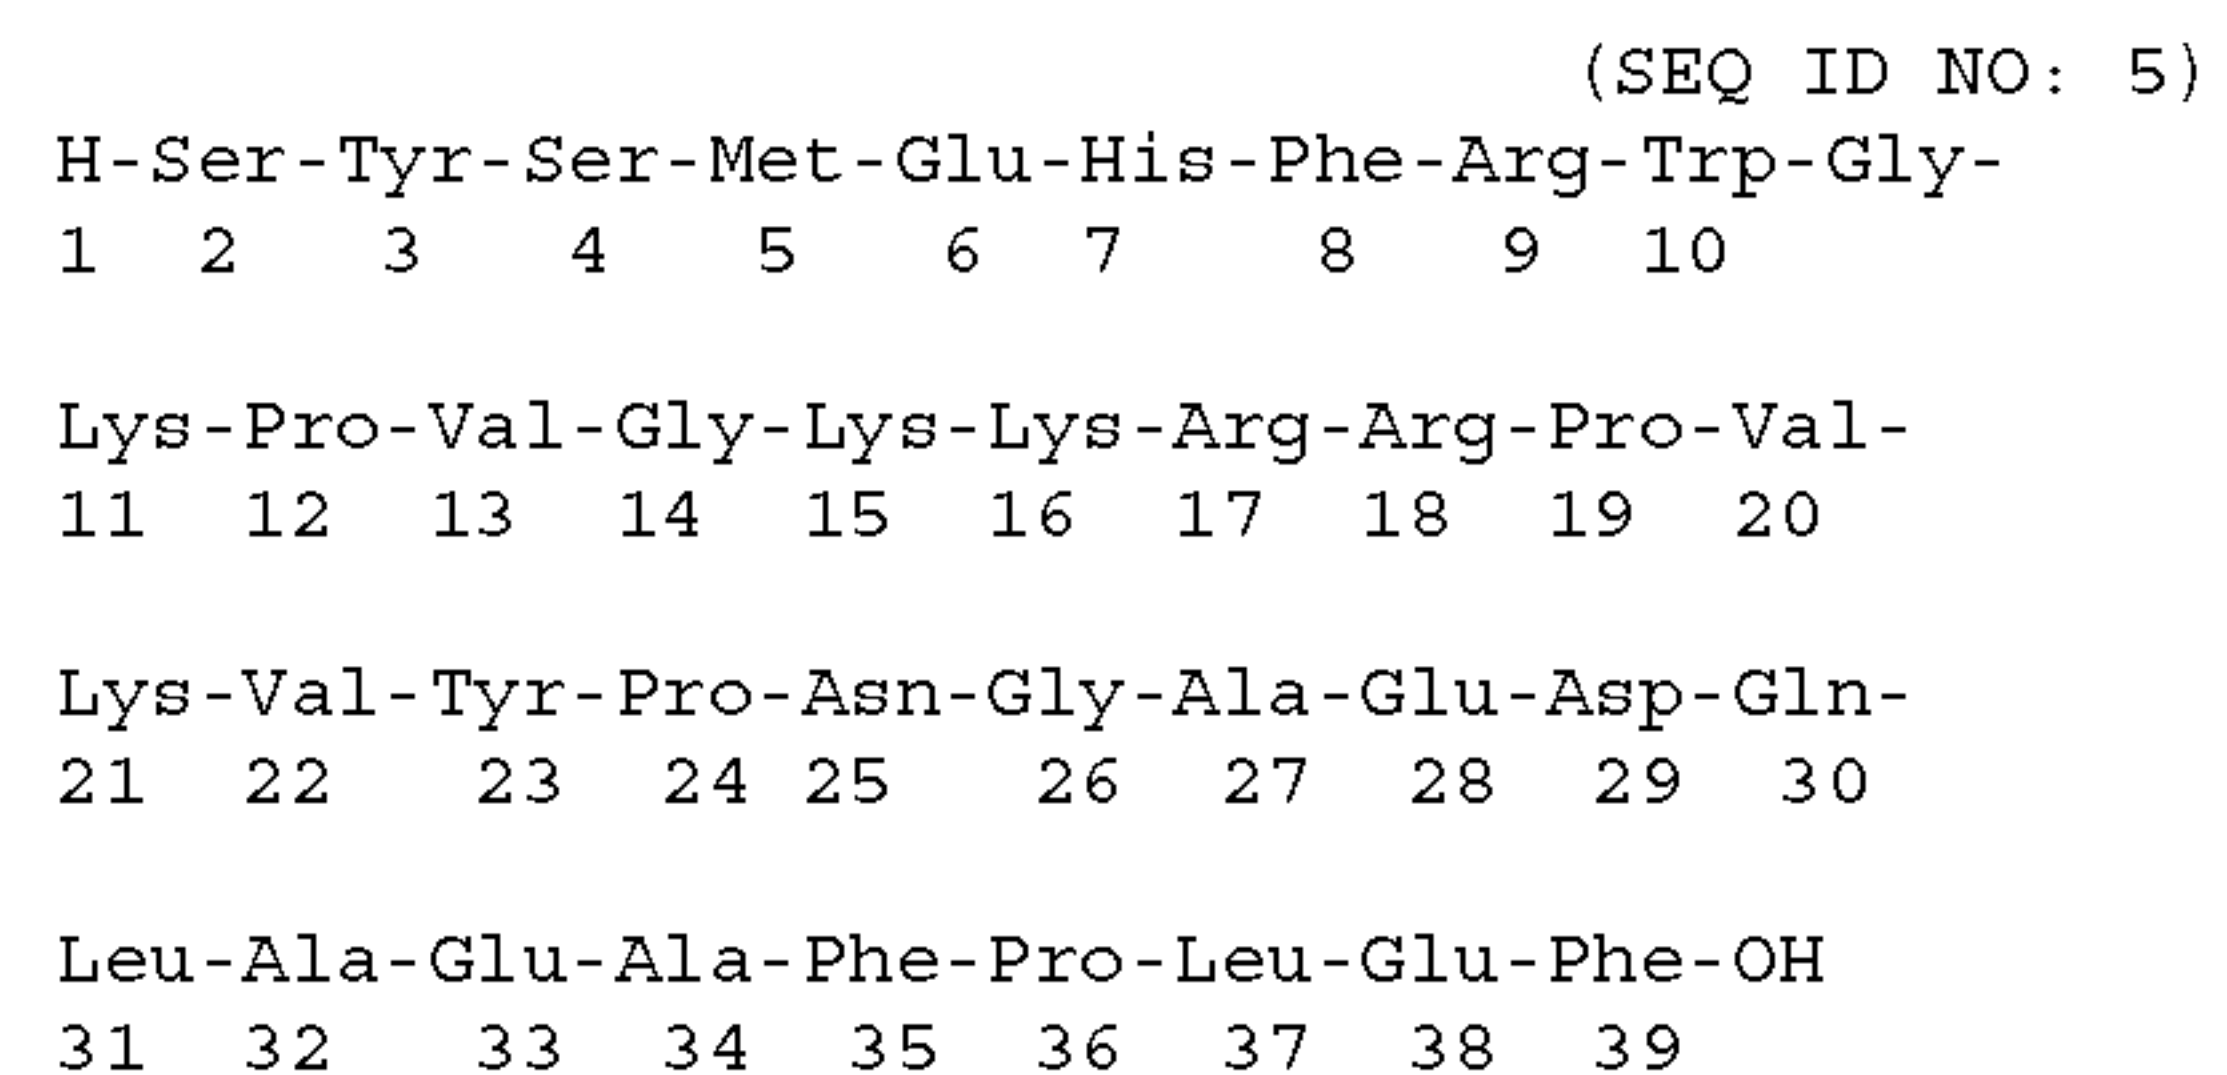 (SEQ ID NO: 5)
H-Ser-Tyr-Ser-Met-Glu-His-Phe-Arg-Trp-Gly-
1 2 3 4 5 6 7 8 9 10
Lys-Pro-Val-Gly-Lys-Lys-Arg-Arg-Pro-Val-
11 12 13 14 15 16 17 18 19 20
Lys-Val-Tyr-Pro-Asn-Gly-Ala-Glu-Asp-Gln-
21 22 23 24 25 26 27 28 29 30
Leu-Ala-Glu-Ala-Phe-Pro-Leu-Glu-Phe-OH
31 32 33 34 35 36 37 38 39